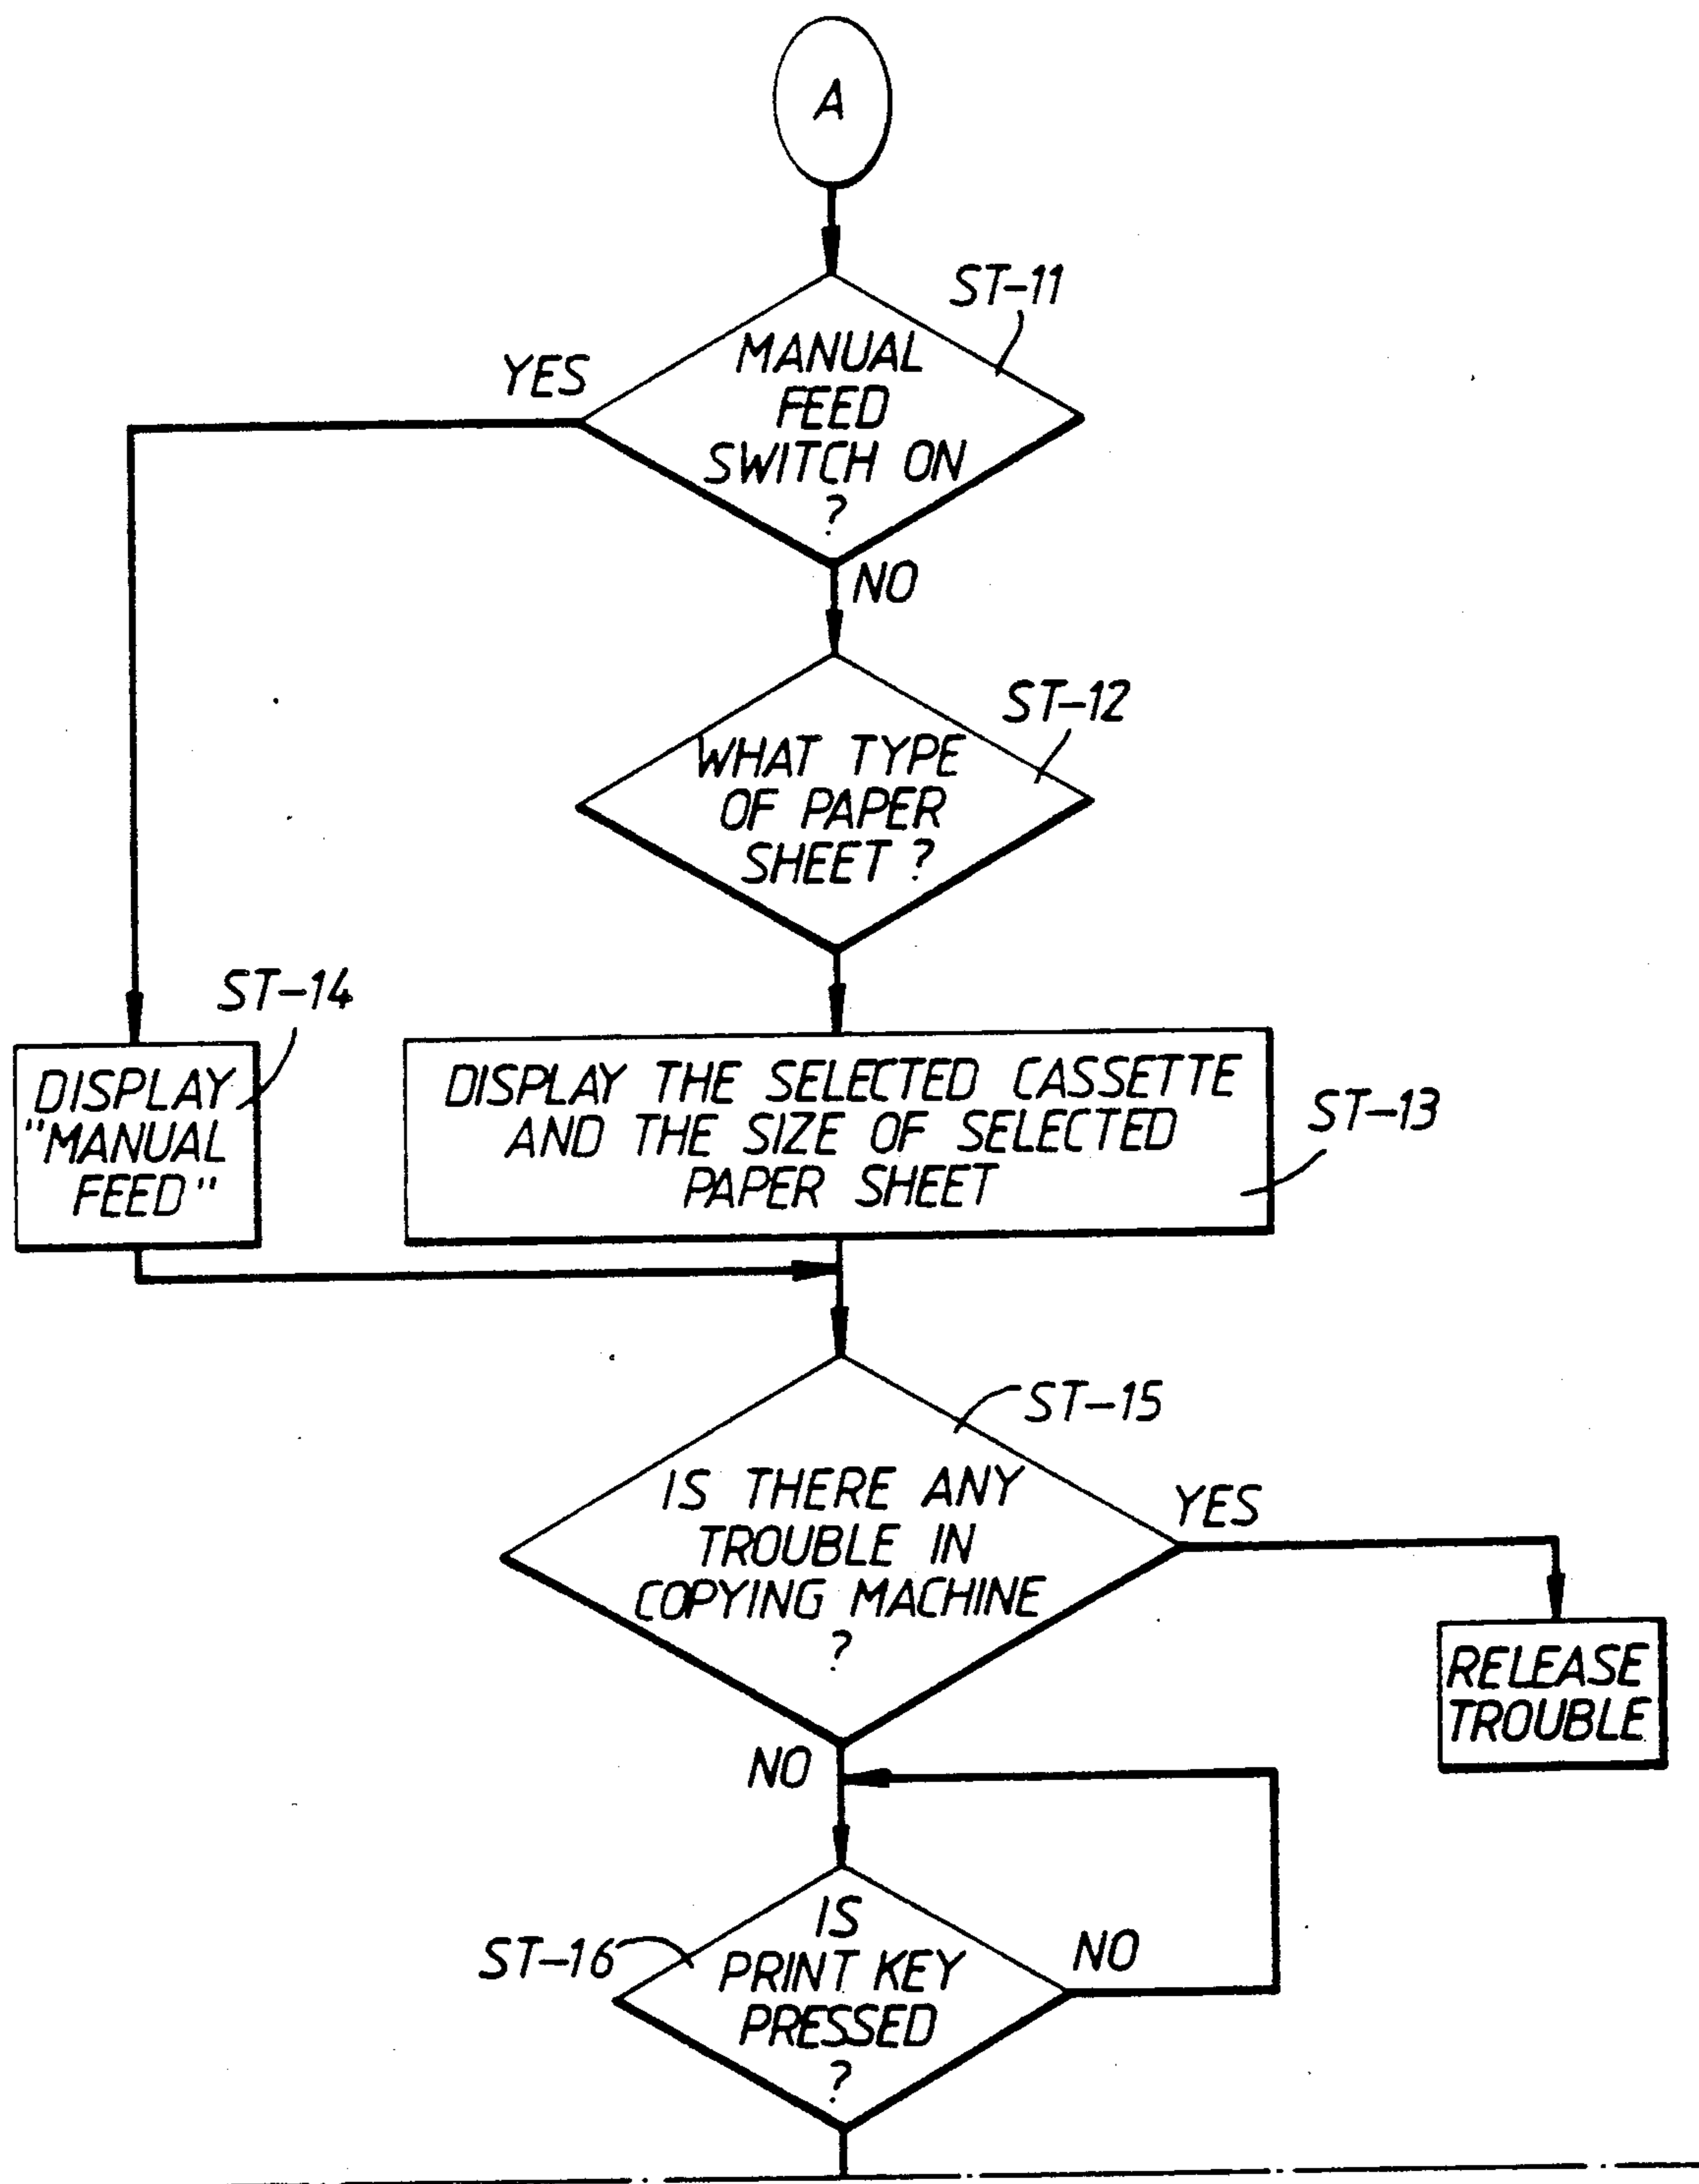 A
ST-11
YES
MANUAL
FEED
SWITCH ON
?
NO
ST-12
WHAT TYPE
OF PAPER
SHEET ?
ST-14
DISPLAY
"MANUAL
FEED"
DISPLAY THE SELECTED CASSETTE
AND THE SIZE OF SELECTED
PAPER SHEET
ST-13
ST-15
IS THERE ANY
TROUBLE IN
COPYING MACHINE
?
YES
RELEASE
TROUBLE
NO
ST-16
IS
PRINT KEY
PRESSED
?
NO